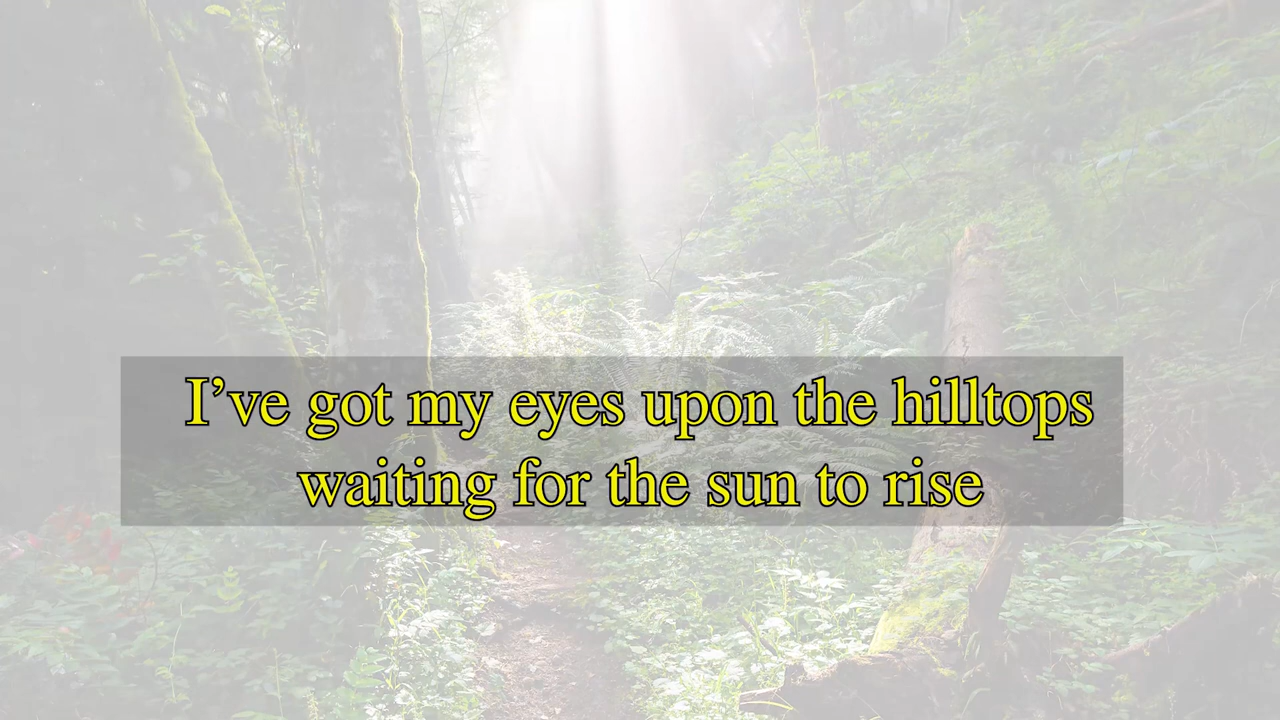 I’ve got my eyes upon the hilltops
waiting for the sun to rise